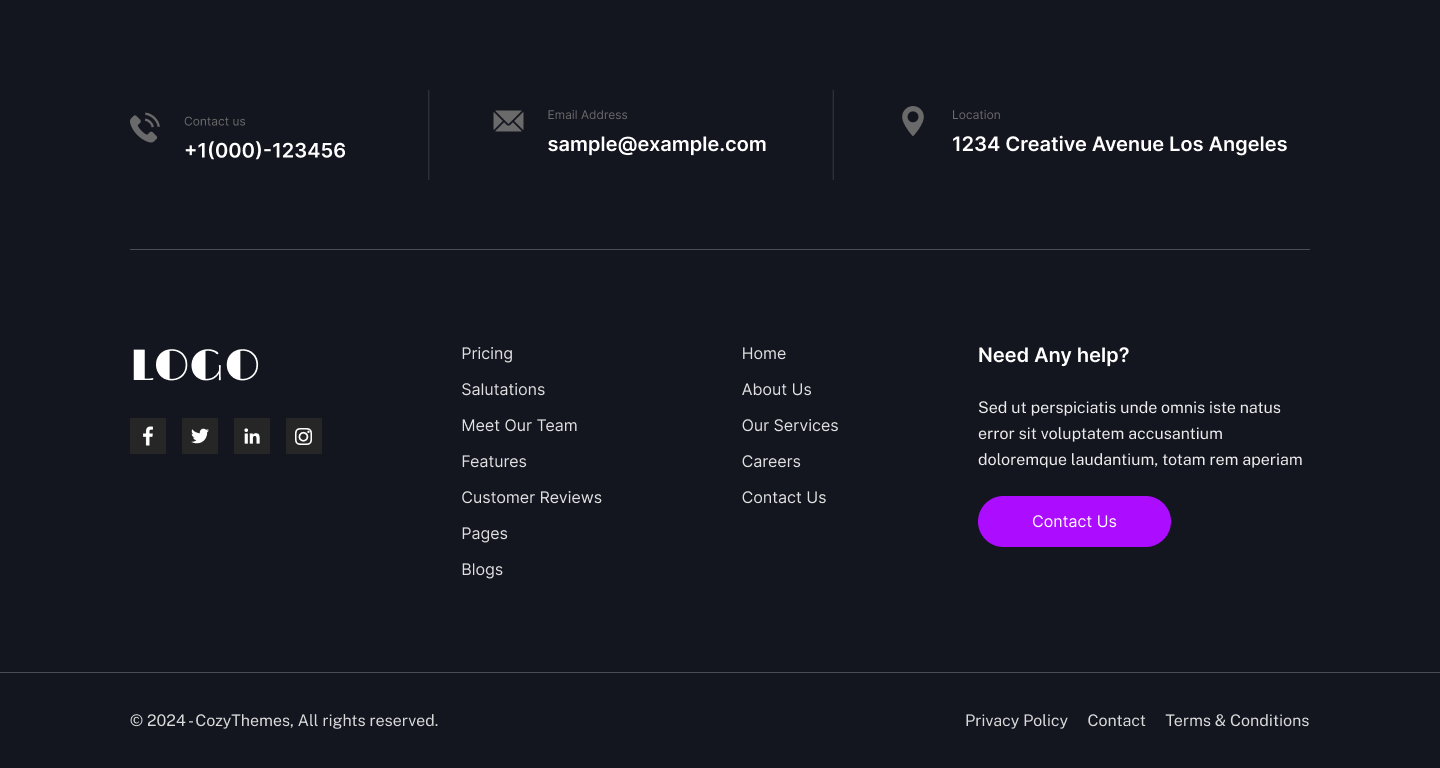 Contact us
+1(000)-123456
Email Address
sample@example.com
Location
1234 Creative Avenue Los Angeles
LOGO
Pricing
Salutations
Meet Our Team
Features
Customer Reviews
Pages
Blogs
Home
About Us
Our Services
Careers
Contact Us
Need Any help?
Sed ut perspiciatis unde omnis iste natus
error sit voluptatem accusantium
doloremque laudantium, totam rem aperiam
Contact Us
© 2024 - CozyThemes, All rights reserved.
Privacy Policy Contact Terms & Conditions